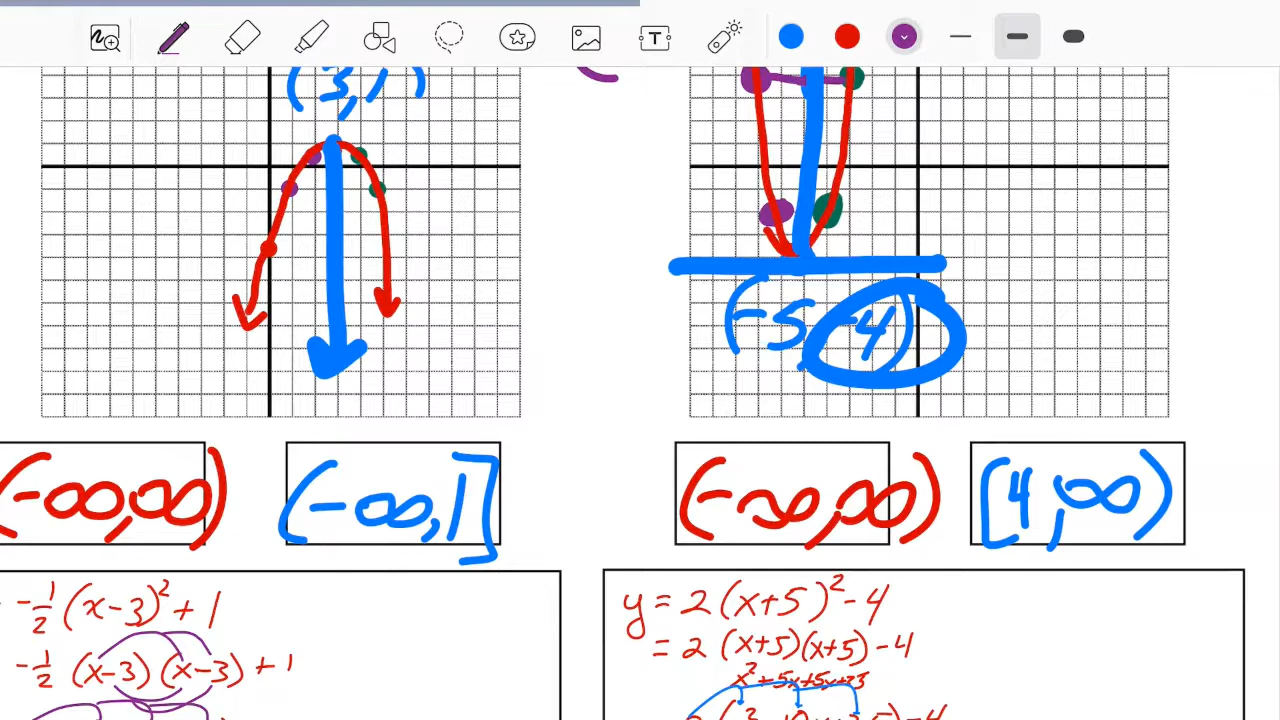 T
(3,1)
(-5,-4)
(-∞,∞)
(-∞,1]
(-∞,∞)
[4,∞)
-1/2 (x-3)² + 1
-1/2 (x-3)(x-3) + 1
y = 2(x+5)² - 4
= 2 (x+5)(x+5) - 4